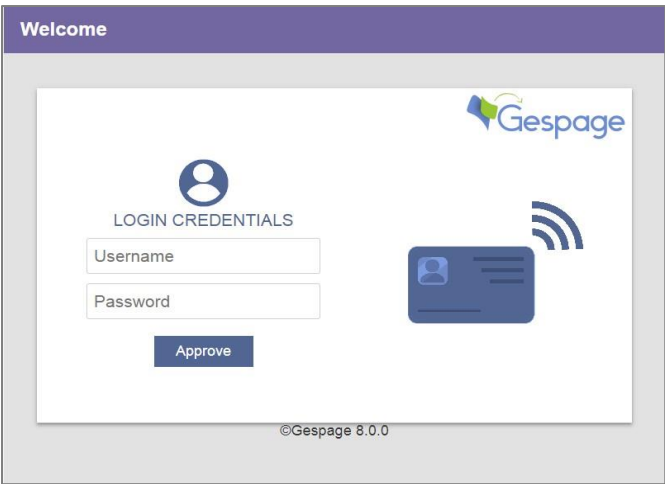 Welcome
Gespage
LOGIN CREDENTIALS
Username
Password
Approve
©Gespage 8.0.0